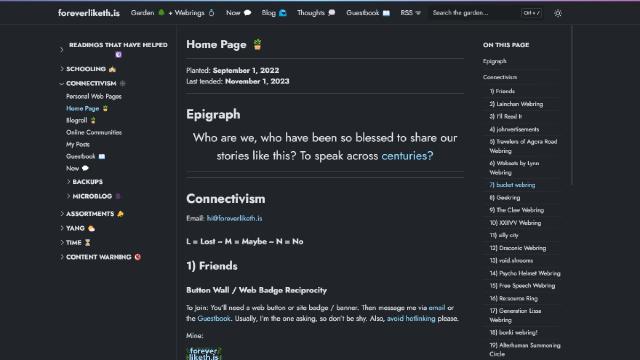 foreverliketh.is
Garden + Webrings
Now
Blog
Thoughts
Guestbook
RSS
Search the garden...
Ctrl + /
READINGS THAT HAVE HELPED
SCHOOLING
CONNECTIVISM
Personal Web Pages
Home Page
Blogroll
Online Communities
My Posts
Guestbook
Now
BACKUPS
MICROBLOG
ASSORTMENTS
YANG
TIME
CONTENT WARNING
Home Page
Planted: September 1, 2022
Last tended: November 1, 2023
Epigraph
Who are we, who have been so blessed to share our
stories like this? To speak across centuries?
Connectivism
Email: hi@foreverliketh.is
L = Lost ~ M = Maybe ~ N = No
1) Friends
Button Wall / Web Badge Reciprocity
To Join: You'll need a web button or site badge / banner. Then message me via email or
the Guestbook. Usually, I'm the one asking, so don't be shy. Also, avoid hotlinking please.
Mine:
forever
liketh.is
ON THIS PAGE
Epigraph
Connectivism
1) Friends
2) Lainchan Webring
3) I'll Read It
4) johnvertisements
5) Travelers of Agora Road
Webring
6) Websets by Lynn
Webring
7) bucket webring
8) Geekring
9) The Claw Webring
10) XXIIVV Webring
11) silly city
12) Draconic Webring
13) void.shrooms
14) Psycho Helmet Webring
15) Free Speech Webring
16) Re:source Ring
17) Generation Lisse
Webring
18) bonki webring!
19) Alterhuman Summoning
Circle